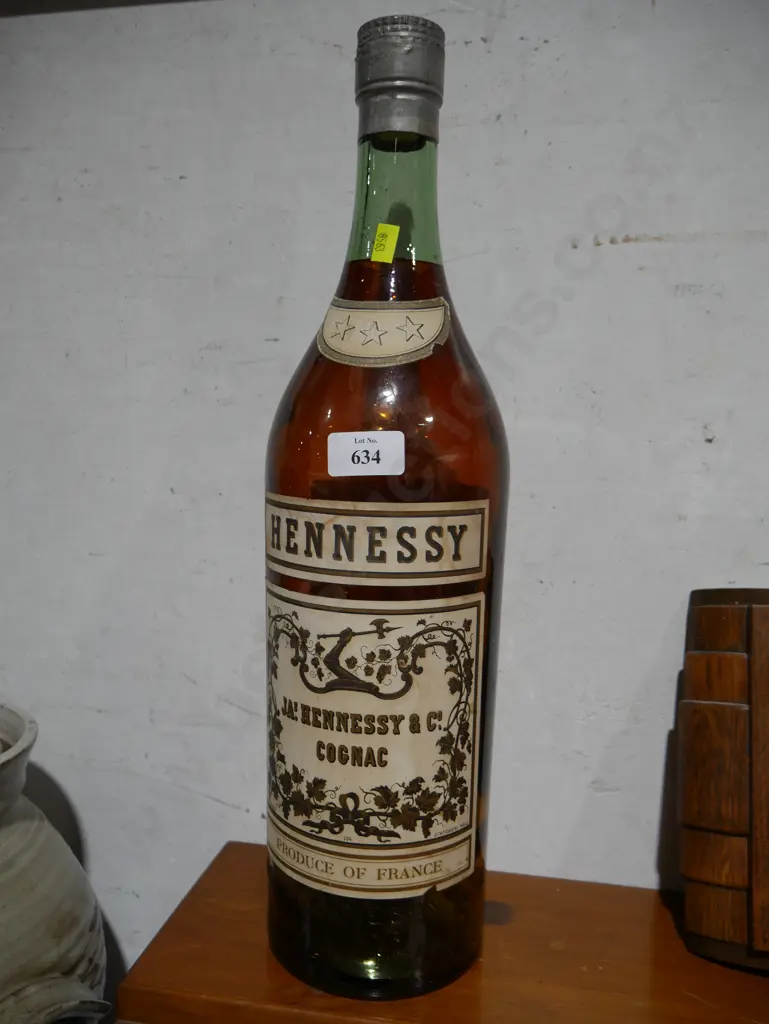 Lot No.
634
HENNESSY
JAS HENNESSY & Co.
COGNAC
PRODUCE OF FRANCE